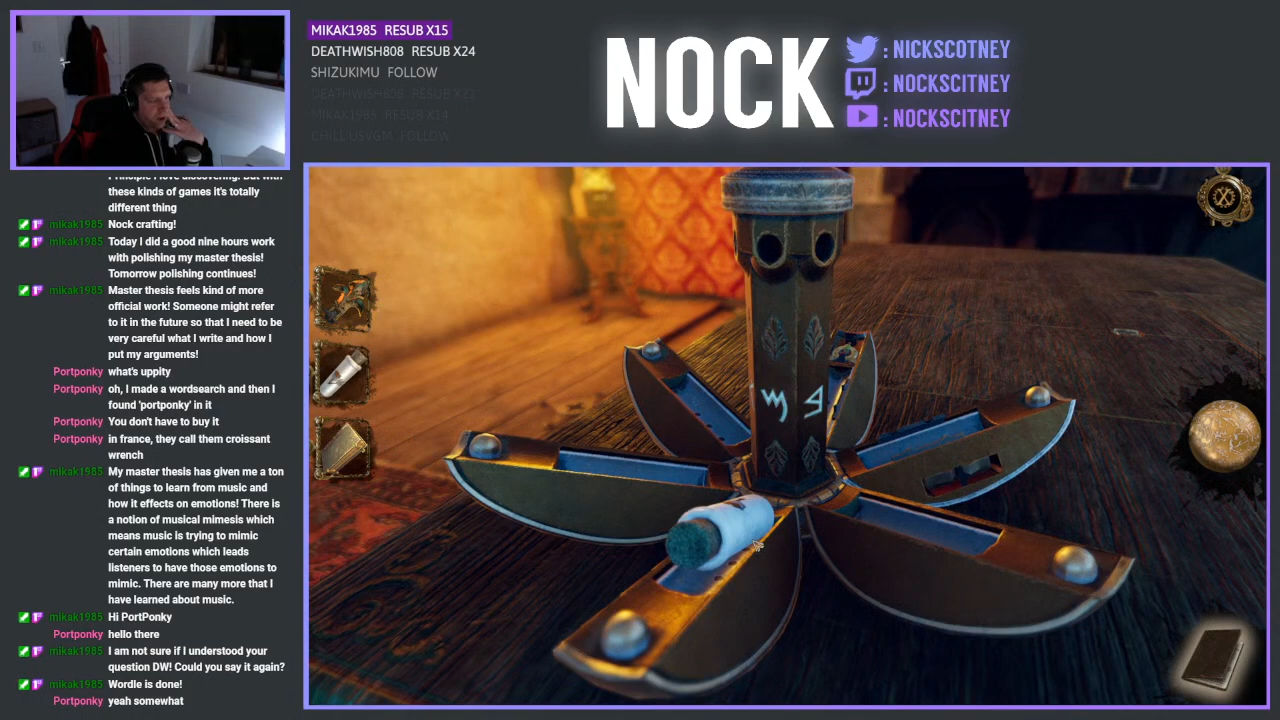 MIKAK1985 RESUB X15
DEATHWISH808 RESUB X24
SHIZUKIMU FOLLOW
MIKAK1985 RESUB X14
NOCK
: NICKSCOTNEY
: NOCKSCITNEY
: NOCKSCITNEY
these kinds of games it's totally
different thing
mikak1985 Nock crafting!
mikak1985 Today I did a good nine hours work
with polishing my master thesis!
Tomorrow polishing continues!
mikak1985 Master thesis feels kind of more
official work! Someone might refer
to it in the future so that I need to be
very careful what I write and how I
put my arguments!
Portponky what's uppity
Portponky oh, I made a wordsearch and then I
found 'portponky' in it
Portponky You don't have to buy it
Portponky in france, they call them croissant
wrench
mikak1985 My master thesis has given me a ton
of things to learn from music and
how it effects on emotions! There is
a notion of musical mimesis which
means music is trying to mimic
certain emotions which leads
listeners to have those emotions to
mimic. There are many more that I
have learned about music.
mikak1985 Hi PortPonky
Portponky hello there
mikak1985 I am not sure if I understood your
question DW! Could you say it again?
mikak1985 Wordle is done!
Portponky yeah somewhat